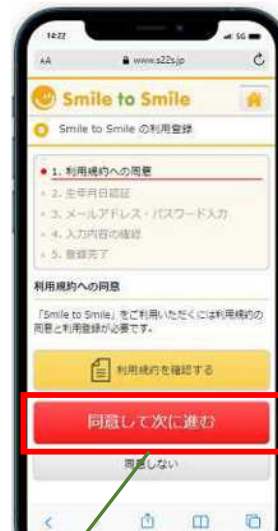 14:22
5G
AA
www.s22s.jp
Smile to Smile
Smile to Smile の利用登録
1. 利用規約への同意
2. 生年月日認証
3. メールアドレス・パスワード入力
4. 入力内容の確認
5. 登録完了
利用規約への同意
「Smile to Smile」をご利用いただくには利用規約の
同意と利用登録が必要です。
利用規約を確認する
同意して次に進む
同意しない